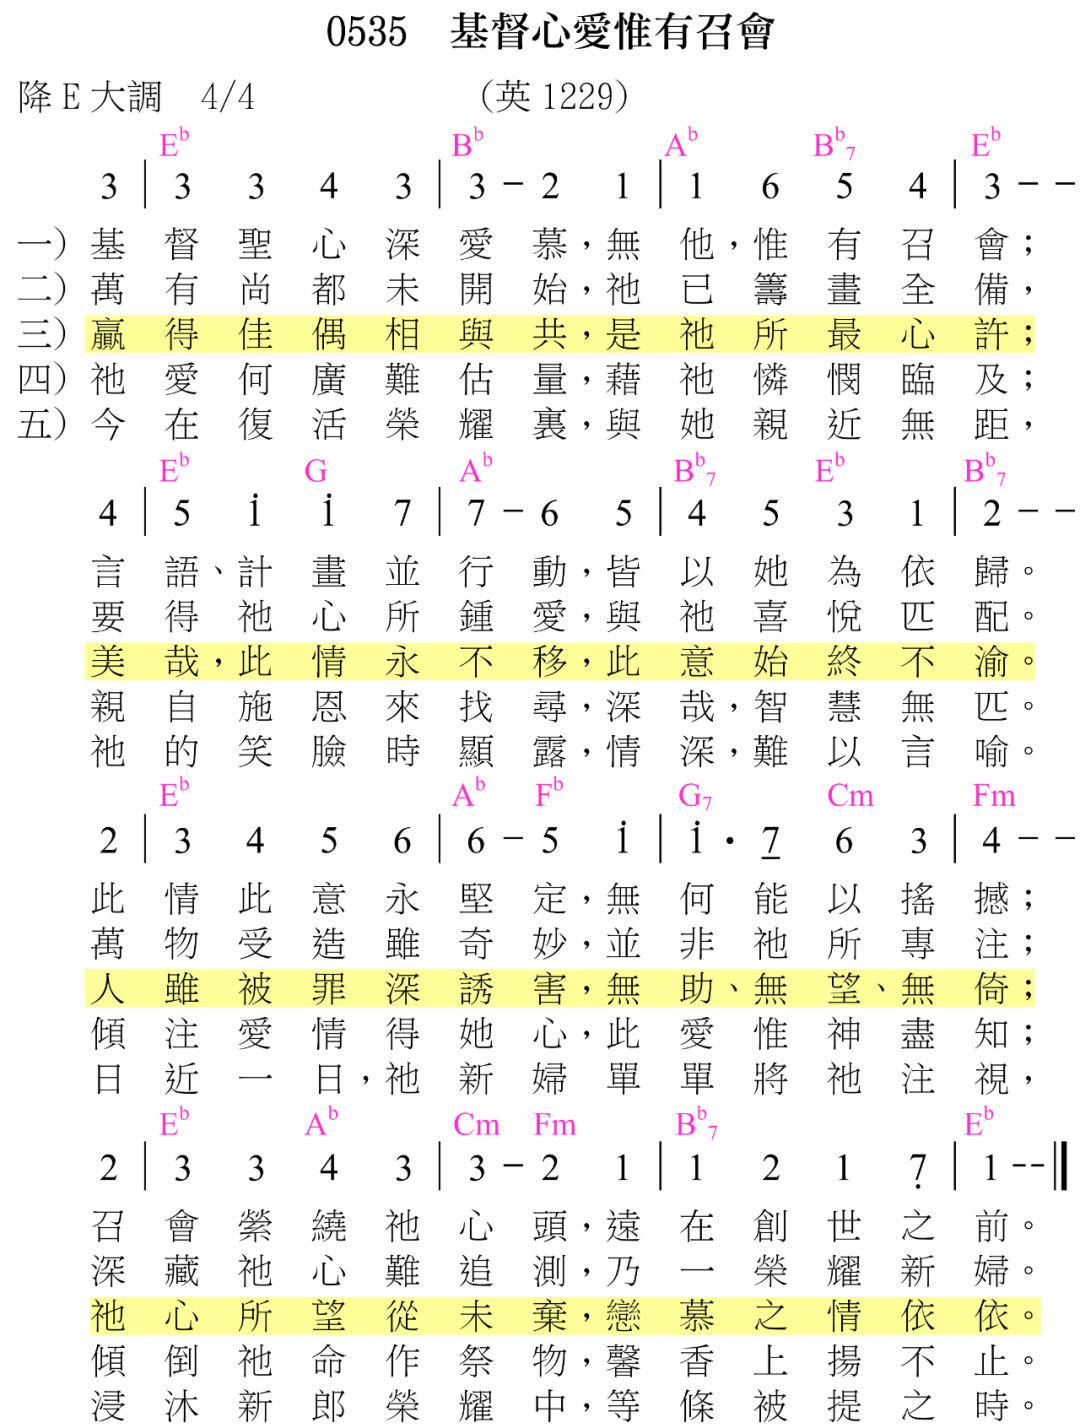 0535　基督心愛惟有召會
降E大調　4/4　（英1229）
E♭ B♭ A♭ B♭7 E♭
3 | 3 3 4 3 | 3 – 2 1 | 1 6 5 4 | 3 – –
一）基督聖心深愛慕，無他，惟有召會；
二）萬有尚都未開始，祂已籌畫全備，
三）贏得佳偶相與共，是祂所最心許；
四）祂愛何廣難估量，藉祂憐憫臨及；
五）今在復活榮耀裏，與她親近無距，
E♭ G A♭ B♭7 E♭ B♭7
4 | 5 i i 7 | 7 – 6 5 | 4 5 3 1 | 2 – –
言語、計畫並行動，皆以她為依歸。
要得祂心所鍾愛，與祂喜悅匹配。
美哉，此情永不移，此意始終不渝。
親自施恩來找尋，深哉，智慧無匹。
祂的笑臉時顯露，情深，難以言喻。
E♭ A♭ F♭ G7 Cm Fm
2 | 3 4 5 6 | 6 – 5 i | i · 7 6 3 | 4 – –
此情此意永堅定，無何能以搖撼；
萬物受造雖奇妙，並非祂所專注；
人雖被罪深誘害，無助、無望、無倚；
傾注愛情得她心，此愛惟神盡知；
日近一日，祂新婦單單將祂注視，
E♭ A♭ Cm Fm B♭7 E♭
2 | 3 3 4 3 | 3 – 2 1 | 1 2 1 7̣ | 1 -- ‖
召會縈繞祂心頭，遠在創世之前。
深藏祂心難追測，乃一榮耀新婦。
祂心所望從未棄，戀慕之情依依。
傾倒祂命作祭物，馨香上揚不止。
浸沐新郎榮耀中，等候被提之時。